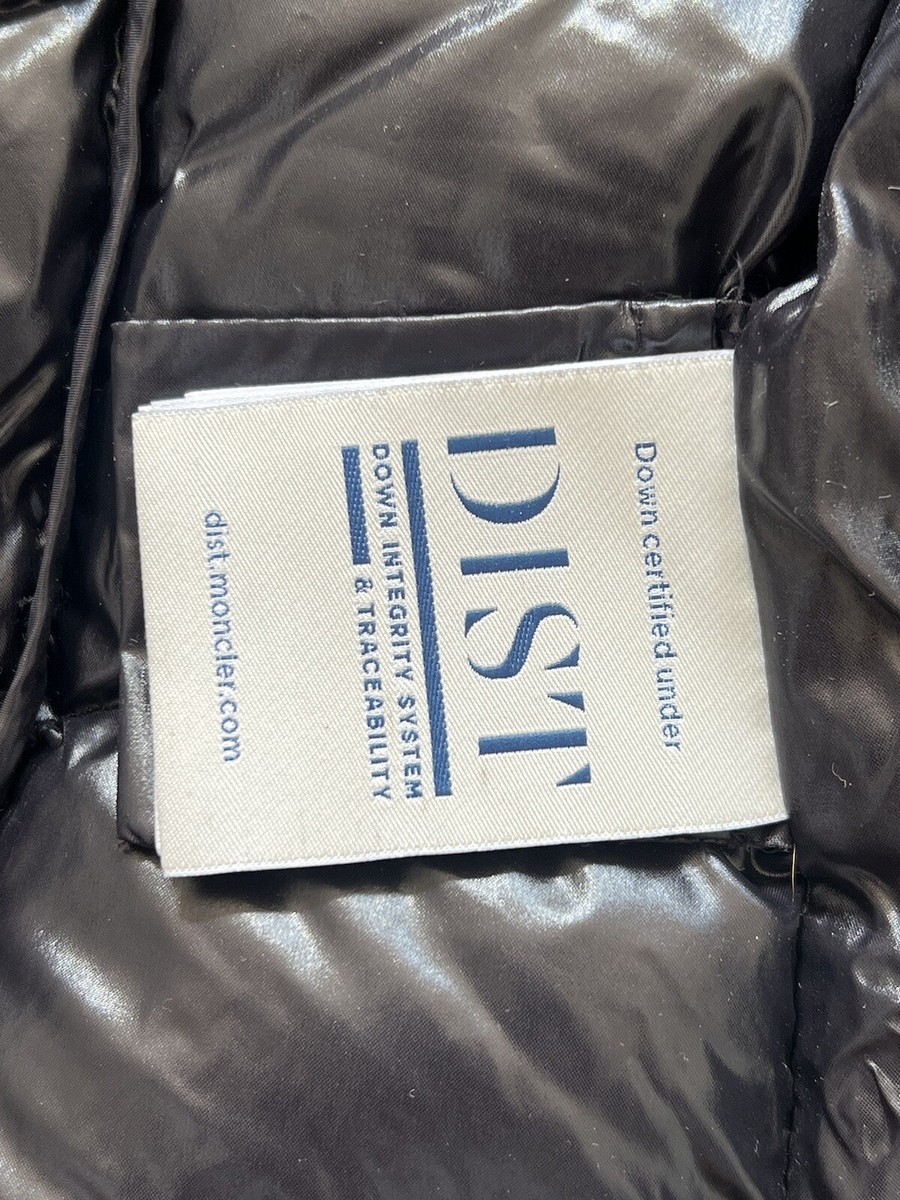 Down certified under
DIST
DOWN INTEGRITY SYSTEM
& TRACEABILITY
dist.moncler.com